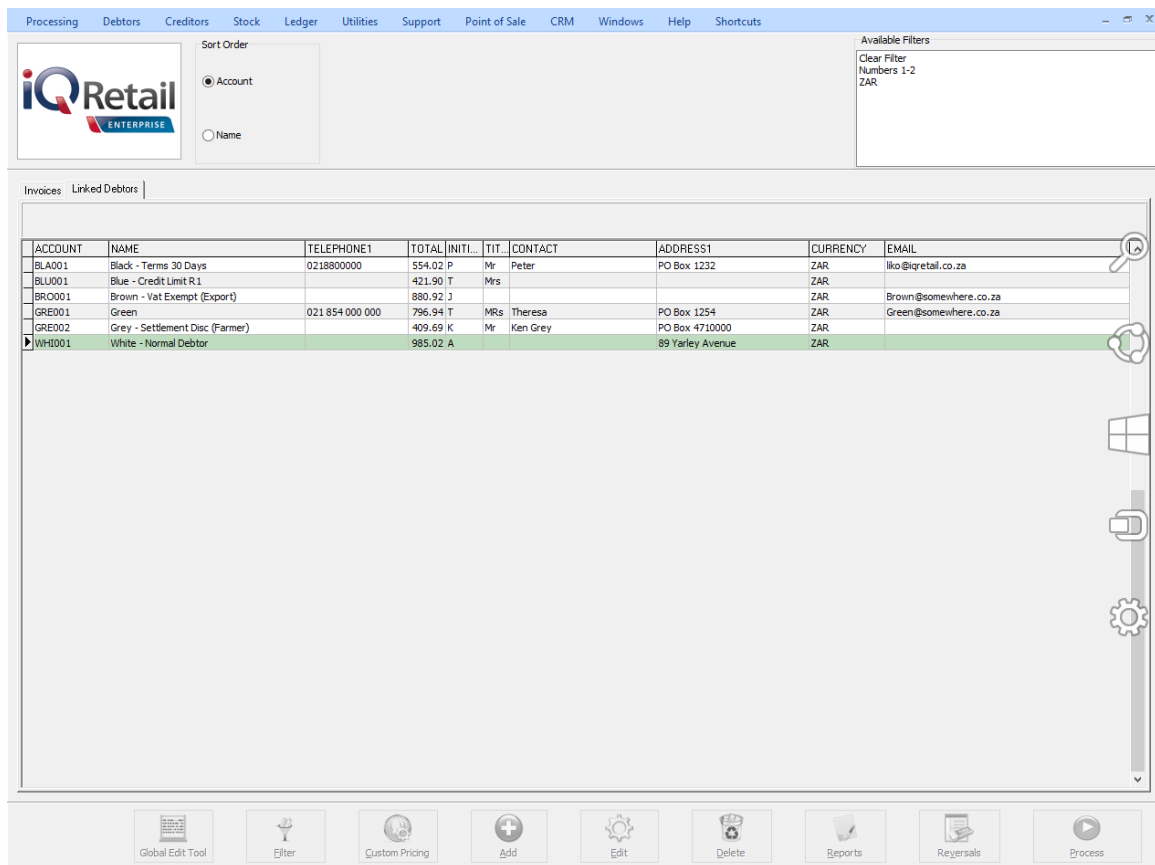 Processing Debtors Creditors Stock Ledger Utilities Support Point of Sale CRM Windows Help Shortcuts
Sort Order
Available Filters
iQ Retail
ENTERPRISE
Account
Name
Clear Filter
Numbers 1-2
ZAR
Invoices Linked Debtors
ACCOUNT NAME TELEPHONE1 TOTAL INITI... TIT... CONTACT ADDRESS1 CURRENCY EMAIL
BLA001 Black - Terms 30 Days 0218800000 554.02 P Mr Peter PO Box 1232 ZAR liko@iqretail.co.za
BLU001 Blue - Credit Limit R1 421.90 T Mrs ZAR
BRO001 Brown - Vat Exempt (Export) 880.92 J ZAR Brown@somewhere.co.za
GRE001 Green 021 854 000 000 796.94 T MRs Theresa PO Box 1254 ZAR Green@somewhere.co.za
GRE002 Grey - Settlement Disc (Farmer) 409.69 K Mr Ken Grey PO Box 4710000 ZAR
WHI001 White - Normal Debtor 985.02 A 89 Yarley Avenue ZAR
Global Edit Tool Filter Custom Pricing Add Edit Delete Reports Reversals Process